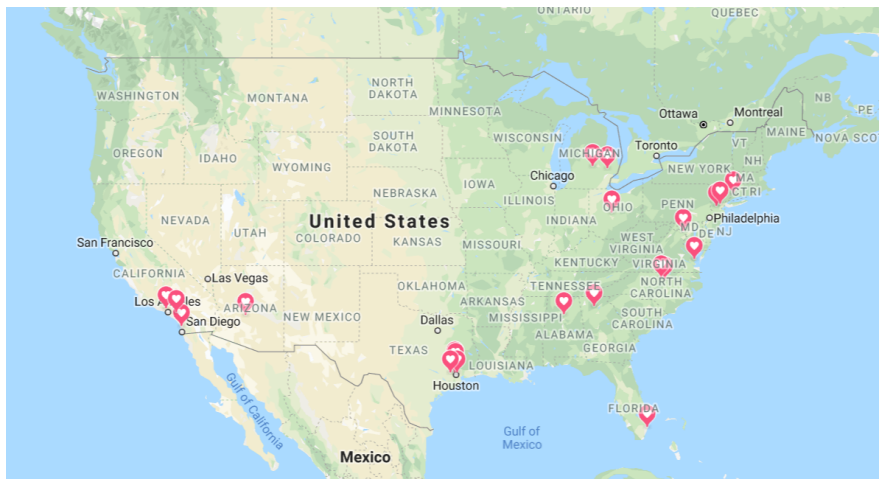 ONTARIO
QUEBEC
WASHINGTON
MONTANA
NORTH
DAKOTA
MINNESOTA
Ottawa
Montreal
NB
PE
MAINE
NOVA SCO
OREGON
IDAHO
SOUTH
DAKOTA
WISCONSIN
MICHIGAN
Toronto
VT
NH
WYOMING
Chicago
NEW YORK
MA
CT RI
IOWA
NEBRASKA
ILLINOIS
INDIANA
OHIO
PENN
Philadelphia
NEVADA
United States
UTAH
COLORADO
KANSAS
MISSOURI
WEST
VIRGINIA
MD
DE
NJ
San Francisco
CALIFORNIA
Las Vegas
KENTUCKY
VIRGINIA
OKLAHOMA
TENNESSEE
NORTH
CAROLINA
Los A
les
ARIZONA
NEW MEXICO
ARKANSAS
MISSISSIPPI
SOUTH
CAROLINA
San Diego
Dallas
ALABAMA
GEORGIA
TEXAS
LOUISIANA
Houston
Gulf of California
FLORIDA
Gulf of
Mexico
Mexico